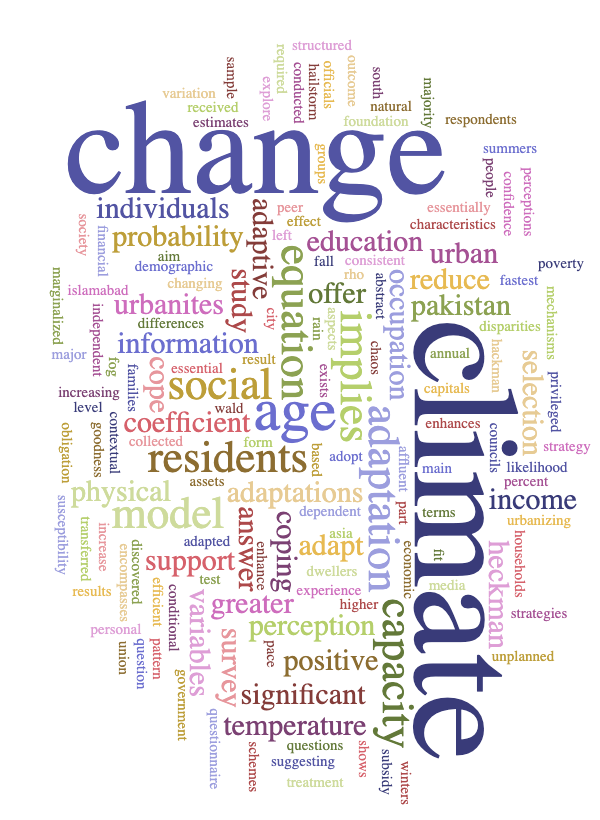 structured
required
sample
explore
conducted
hailstorm
officials
outcome
south
natural
majority
variation
received
estimates
foundation
respondents
change
groups
summers
people
confidence
perceptions
individuals
adaptive
peer
effect
left
essentially
characteristics
society
financial
probability
aim
demographic
education
urban
fall
consistent
poverty
marginalized
islamabad
changing
study
equation
rho
offer
abstract
occupation
reduce
fastest
pakistan
mechanisms
independent
urbanites
differences
city
rain
aspects
implies
chaos
disparities
major
fog
information
result
annual
hackman
climate
selection
privileged
families
cope
essential
social
exists
capitals
increasing
level
contextual
wald
age
adaptation
enhances
councils
strategy
obligation
goodness
coefficient
collected
form
residents
based
adopt
affluent
main
likelihood
percent
assets
physical
adaptations
part
income
susceptibility
transferred
model
answer
coping
dependent
terms
urbanizing
increase
encompasses
discovered
adapted
enhance
asia
adapt
economic
fit
heckman
households
support
test
dwellers
media
results
efficient
conditional
variables
experience
greater
higher
capacity
strategies
personal
union
question
pattern
survey
perception
pace
positive
unplanned
government
significant
questionnaire
temperature
schemes
questions
suggesting
shows
subsidy
winters
treatment